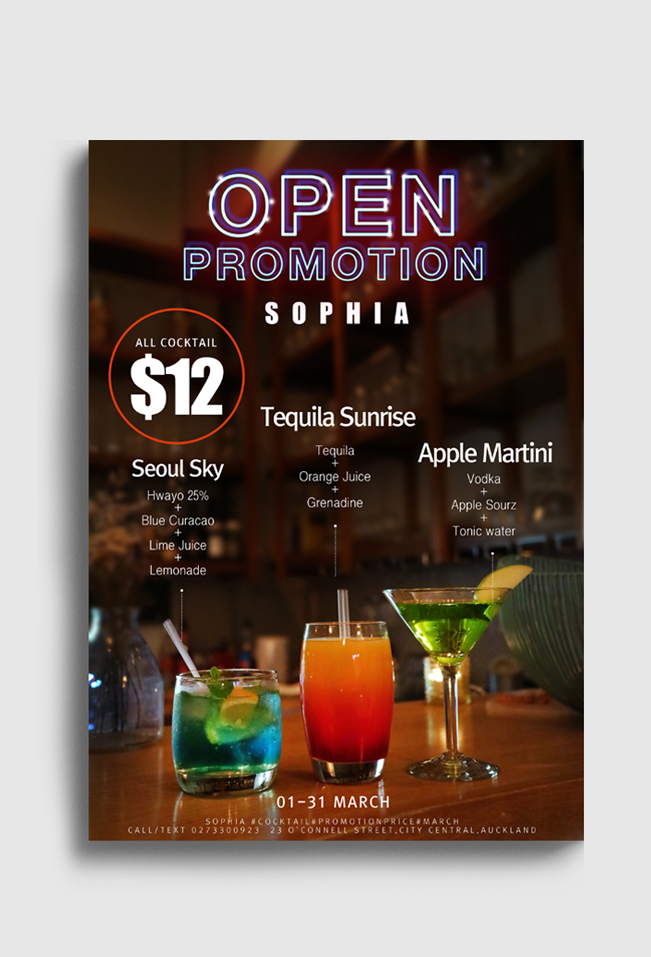 OPEN
PROMOTION
SOPHIA
ALL COCKTAIL
$12
Tequila Sunrise
Tequila
+
Orange Juice
+
Grenadine
Apple Martini
Vodka
+
Apple Sourz
+
Tonic water
Seoul Sky
Hwayo 25%
+
Blue Curacao
+
Lime Juice
+
Lemonade
01-31 MARCH
SOPHIA #COCKTAIL#PROMOTIONPRICE#MARCH
CALL/TEXT 0273300923 23 O'CONNELL STREET,CITY CENTRAL,AUCKLAND